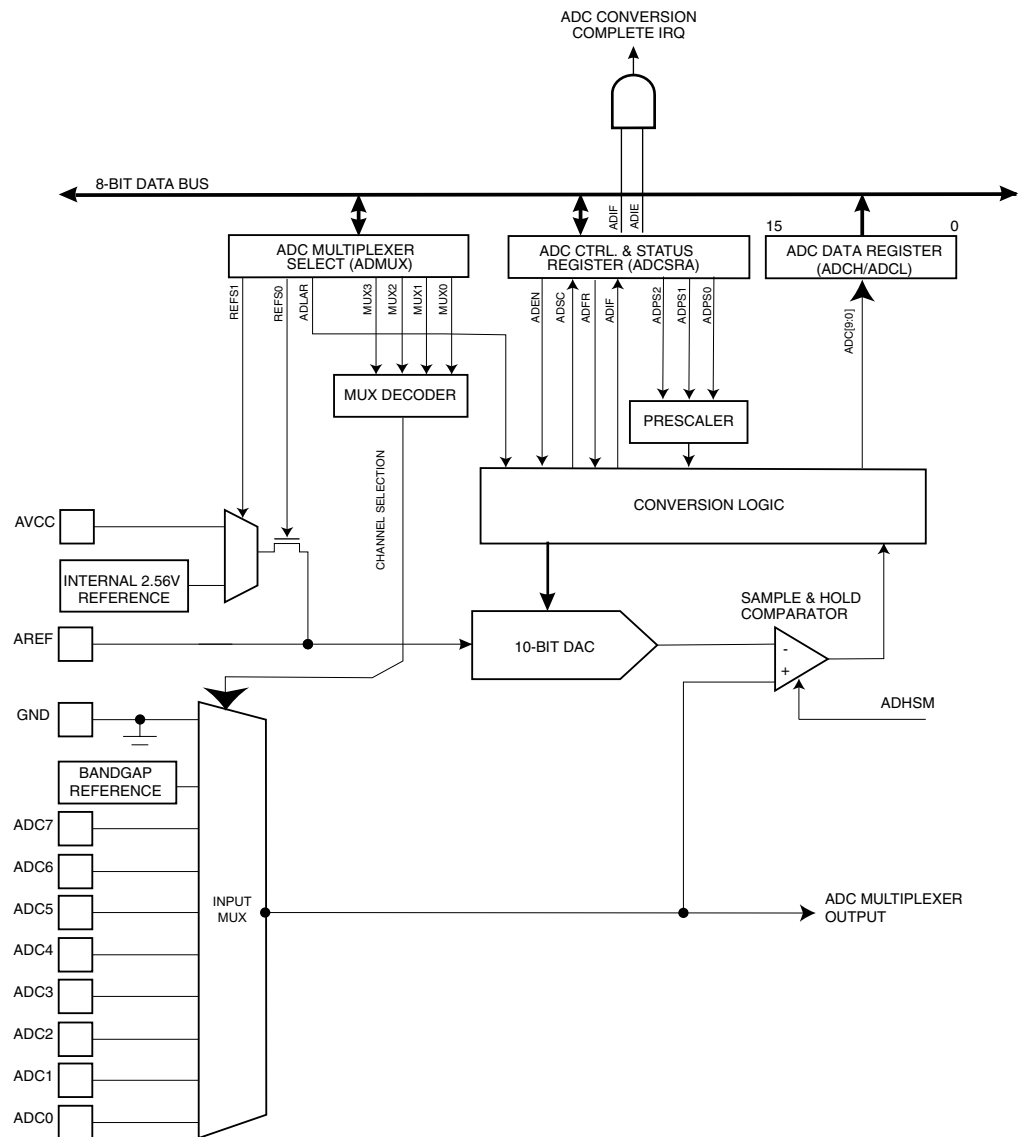 ADC CONVERSION
COMPLETE IRQ
8-BIT DATA BUS
ADIF
ADIE
15
0
ADC MULTIPLEXER
SELECT (ADMUX)
ADC CTRL. & STATUS
REGISTER (ADCSRA)
ADC DATA REGISTER
(ADCH/ADCL)
REFS1
REFS0
ADLAR
MUX3
MUX2
MUX1
MUX0
ADEN
ADSC
ADFR
ADIF
ADPS2
ADPS1
ADPS0
ADC[9:0]
MUX DECODER
PRESCALER
CHANNEL SELECTION
CONVERSION LOGIC
AVCC
INTERNAL 2.56V
REFERENCE
SAMPLE & HOLD
COMPARATOR
AREF
10-BIT DAC
-
+
ADHSM
GND
BANDGAP
REFERENCE
ADC7
ADC6
ADC5
INPUT
MUX
ADC MULTIPLEXER
OUTPUT
ADC4
ADC3
ADC2
ADC1
ADC0